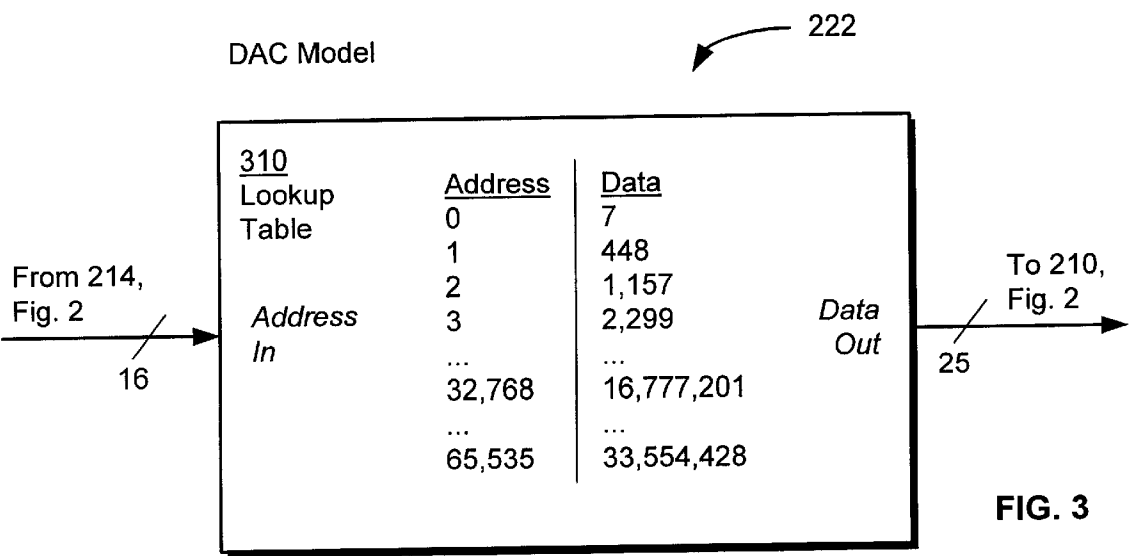 222
DAC Model
310
Lookup
Table
Address Data
0 7
1 448
2 1,157
3 2,299
... ...
32,768 16,777,201
... ...
65,535 33,554,428
From 214,
Fig. 2
16
Address
In
Data
Out
To 210,
Fig. 2
25
FIG. 3